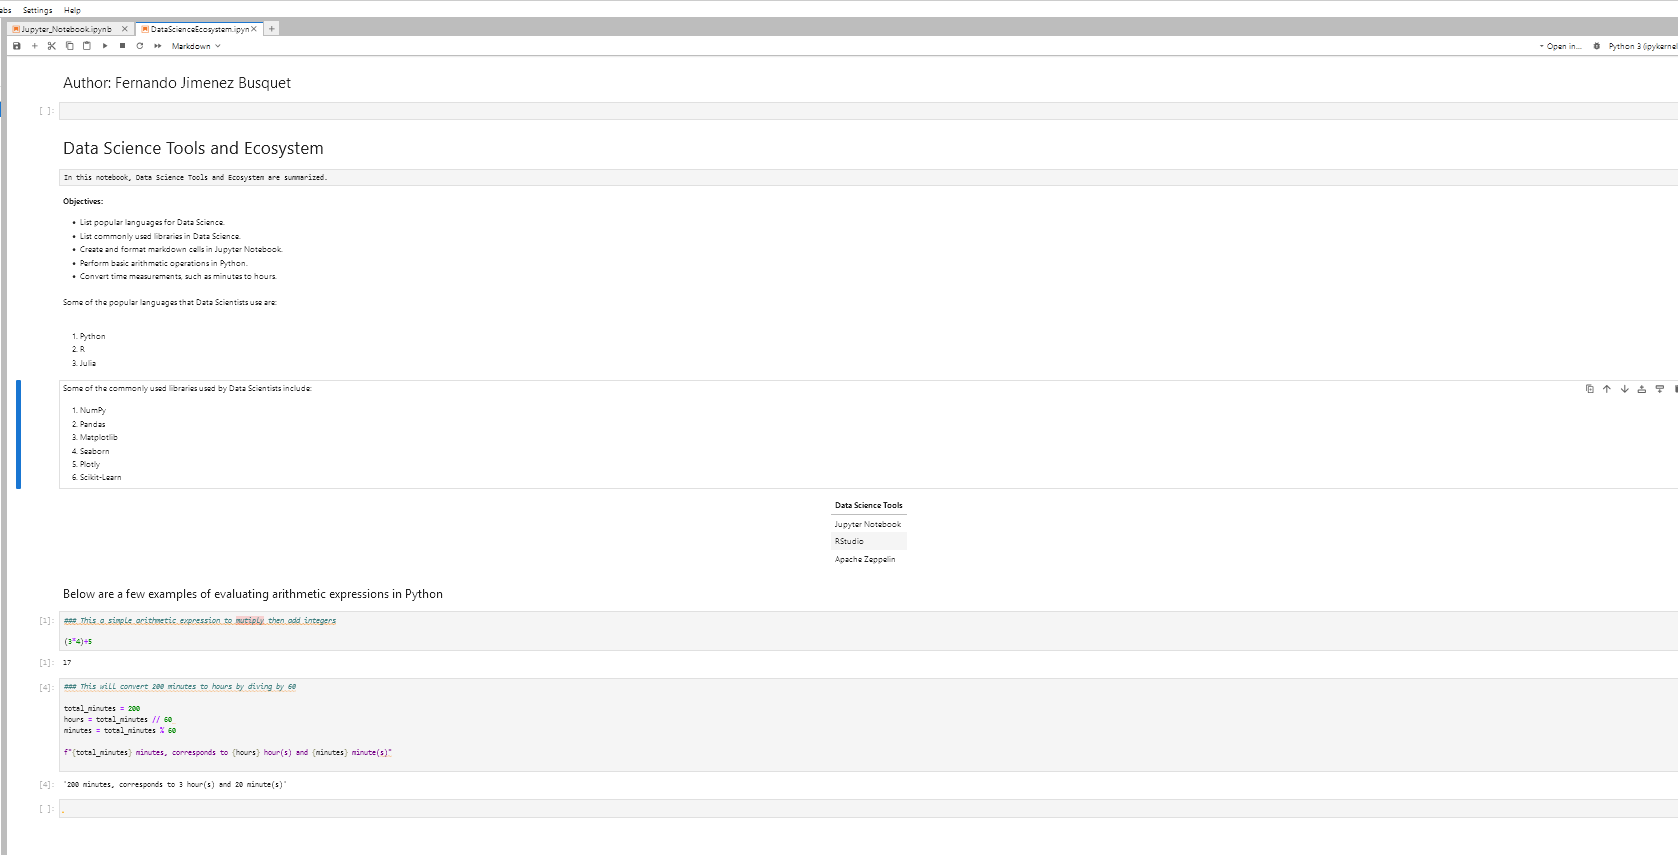 abs Settings Help
Jupyter_Notebook.ipynb × DataScienceEcosystem.ipyn × +
Markdown Open in... Python 3 (ipykernel
Author: Fernando Jimenez Busquet
[ ]:
Data Science Tools and Ecosystem
In this notebook, Data Science Tools and Ecosystem are summarized.
Objectives:
• List popular languages for Data Science.
• List commonly used libraries in Data Science.
• Create and format markdown cells in Jupyter Notebook.
• Perform basic arithmetic operations in Python.
• Convert time measurements, such as minutes to hours.
Some of the popular languages that Data Scientists use are:
1. Python
2. R
3. Julia
Some of the commonly used libraries used by Data Scientists include:
1. NumPy
2. Pandas
3. Matplotlib
4. Seaborn
5. Plotly
6. Scikit-Learn
Data Science Tools
Jupyter Notebook
RStudio
Apache Zeppelin
Below are a few examples of evaluating arithmetic expressions in Python
[1]: ### This a simple arithmetic expression to mutiply then add integers
(3*4)+5
[1]: 17
[4]: ### This will convert 200 minutes to hours by diving by 60
total_minutes = 200
hours = total_minutes // 60
minutes = total_minutes % 60
f"{total_minutes} minutes, corresponds to {hours} hour(s) and {minutes} minute(s)"
[4]: '200 minutes, corresponds to 3 hour(s) and 20 minute(s)'
[ ]: .